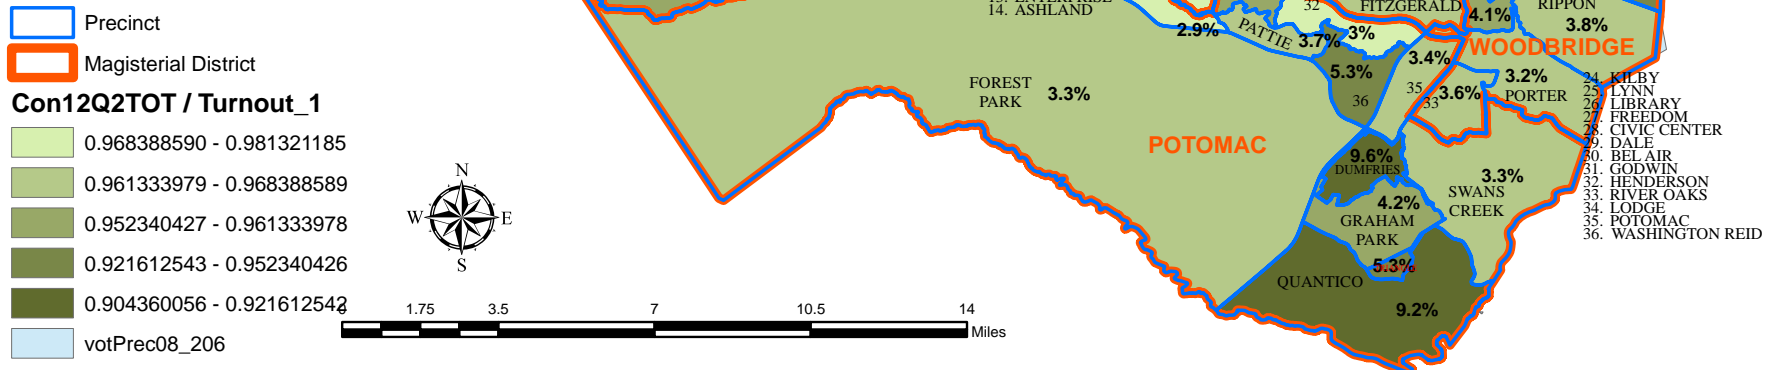 Precinct
Magisterial District
Con12Q2TOT / Turnout_1
0.968388590 - 0.981321185
0.961333979 - 0.968388589
0.952340427 - 0.961333978
0.921612543 - 0.952340426
0.904360056 - 0.921612542
votPrec08_206
N
W E
S
0 1.75 3.5 7 10.5 14
Miles
13. ENTERPRISE
14. ASHLAND
2.9%
PATTIE
3.7%
32
3%
FITZGERALD
4.1%
RIPPON
3.8%
WOODBRIDGE
3.4%
5.3%
36
35
33
3.6%
3.2%
PORTER
FOREST
PARK
3.3%
POTOMAC
9.6%
DUMFRIES
3.3%
SWANS
CREEK
4.2%
GRAHAM
PARK
5.3%
QUANTICO
9.2%
24. KILBY
25. LYNN
26. LIBRARY
27. FREEDOM
28. CIVIC CENTER
29. DALE
30. BEL AIR
31. GODWIN
32. HENDERSON
33. RIVER OAKS
34. LODGE
35. POTOMAC
36. WASHINGTON REID